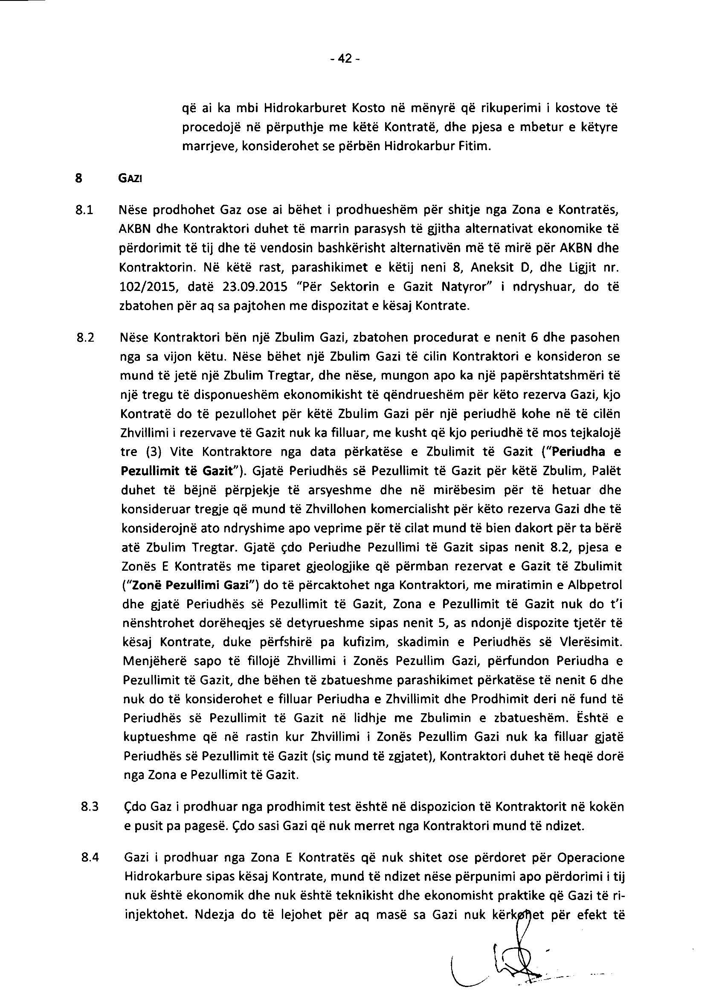 - 42 -
që ai ka mbi Hidrokarburet Kosto në mënyrë që rikuperimi i kostove të
procedojë në përputhje me këtë Kontratë, dhe pjesa e mbetur e këtyre
marrjeve, konsiderohet se përbën Hidrokarbur Fitim.
8 GAZI
8.1 Nëse prodhohet Gaz ose ai bëhet i prodhueshëm për shitje nga Zona e Kontratës,
AKBN dhe Kontraktori duhet të marrin parasysh të gjitha alternativat ekonomike të
përdorimit të tij dhe të vendosin bashkërisht alternativën më të mirë për AKBN dhe
Kontraktorin. Në këtë rast, parashikimet e këtij neni 8, Aneksit D, dhe Ligjit nr.
102/2015, datë 23.09.2015 “Për Sektorin e Gazit Natyror” i ndryshuar, do të
zbatohen për aq sa pajtohen me dispozitat e kësaj Kontrate.
8.2 Nëse Kontraktori bën një Zbulim Gazi, zbatohen procedurat e nenit 6 dhe pasohen
nga sa vijon këtu. Nëse bëhet një Zbulim Gazi të cilin Kontraktori e konsideron se
mund të jetë një Zbulim Tregtar, dhe nëse, mungon apo ka një papërshtatshmëri të
një tregu të disponueshëm ekonomikisht të qëndrueshëm për këto rezerva Gazi, kjo
Kontratë do të pezullohet për këtë Zbulim Gazi për një periudhë kohe në të cilën
Zhvillimi i rezervave të Gazit nuk ka filluar, me kusht që kjo periudhë të mos tejkalojë
tre (3) Vite Kontraktore nga data përkatëse e Zbulimit të Gazit (“Periudha e
Pezullimit të Gazit”). Gjatë Periudhës së Pezullimit të Gazit për këtë Zbulim, Palët
duhet të bëjnë përpjekje të arsyeshme dhe në mirëbesim për të hetuar dhe
konsideruar tregje që mund të Zhvillohen komercialisht për këto rezerva Gazi dhe të
konsiderojnë ato ndryshime apo veprime për të cilat mund të bien dakort për ta bërë
atë Zbulim Tregtar. Gjatë çdo Periudhe Pezullimi të Gazit sipas nenit 8.2, pjesa e
Zonës E Kontratës me tiparet gjeologjike që përmban rezervat e Gazit të Zbulimit
(“Zonë Pezullimi Gazi”) do të përcaktohet nga Kontraktori, me miratimin e Albpetrol
dhe gjatë Periudhës së Pezullimit të Gazit, Zona e Pezullimit të Gazit nuk do t’i
nënshtrohet dorëheqjes së detyrueshme sipas nenit 5, as ndonjë dispozite tjetër të
kësaj Kontrate, duke përfshirë pa kufizim, skadimin e Periudhës së Vlerësimit.
Menjëherë sapo të fillojë Zhvillimi i Zonës Pezullim Gazi, përfundon Periudha e
Pezullimit të Gazit, dhe bëhen të zbatueshme parashikimet përkatëse të nenit 6 dhe
nuk do të konsiderohet e filluar Periudha e Zhvillimit dhe Prodhimit deri në fund të
Periudhës së Pezullimit të Gazit në lidhje me Zbulimin e zbatueshëm. Është e
kuptueshme që në rastin kur Zhvillimi i Zonës Pezullim Gazi nuk ka filluar gjatë
Periudhës së Pezullimit të Gazit (siç mund të zgjatet), Kontraktori duhet të heqë dorë
nga Zona e Pezullimit të Gazit.
8.3 Çdo Gaz i prodhuar nga prodhimit test është në dispozicion të Kontraktorit në kokën
e pusit pa pagesë. Çdo sasi Gazi që nuk merret nga Kontraktori mund të ndizet.
8.4 Gazi i prodhuar nga Zona E Kontratës që nuk shitet ose përdoret për Operacione
Hidrokarbure sipas kësaj Kontrate, mund të ndizet nëse përpunimi apo përdorimi i tij
nuk është ekonomik dhe nuk është teknikisht dhe ekonomisht praktike që Gazi të ri-
injektohet. Ndezja do të lejohet për aq masë sa Gazi nuk kërkohet për efekt të